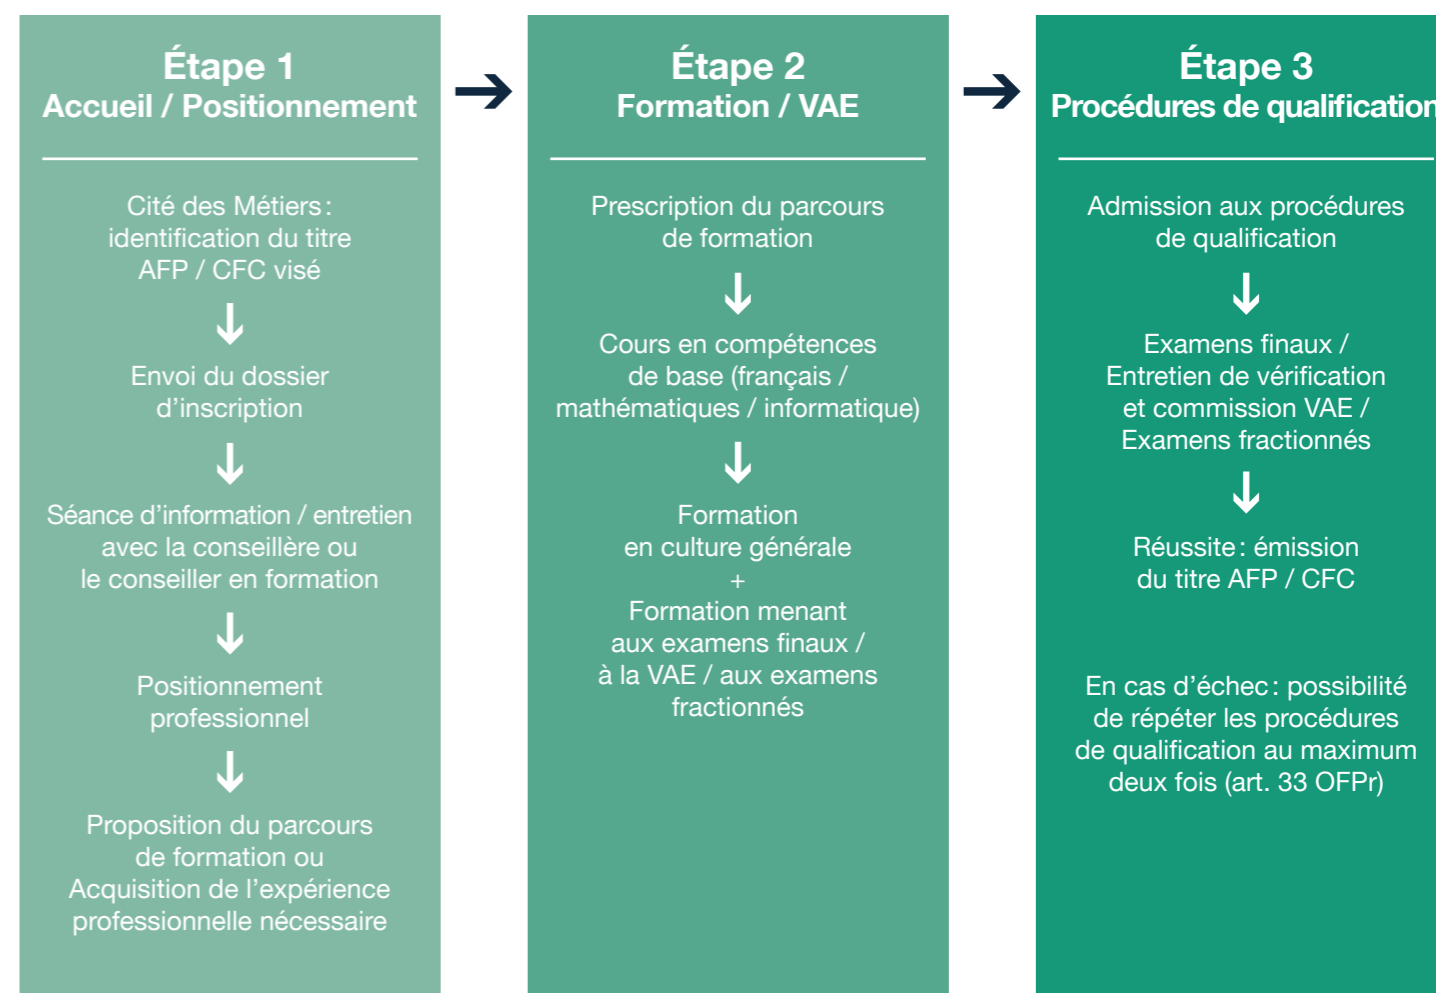 Étape 1
Accueil / Positionnement
Cité des Métiers :
identification du titre
AFP / CFC visé
Envoi du dossier
d’inscription
Séance d’information / entretien
avec la conseillère ou
le conseiller en formation
Positionnement
professionnel
Proposition du parcours
de formation ou
Acquisition de l’expérience
professionnelle nécessaire
Étape 2
Formation / VAE
Prescription du parcours
de formation
Cours en compétences
de base (français /
mathématiques / informatique)
Formation
en culture générale
+
Formation menant
aux examens finaux /
à la VAE / aux examens
fractionnés
Étape 3
Procédures de qualification
Admission aux procédures
de qualification
Examens finaux /
Entretien de vérification
et commission VAE /
Examens fractionnés
Réussite : émission
du titre AFP / CFC
En cas d’échec : possibilité
de répéter les procédures
de qualification au maximum
deux fois (art. 33 OFPr)